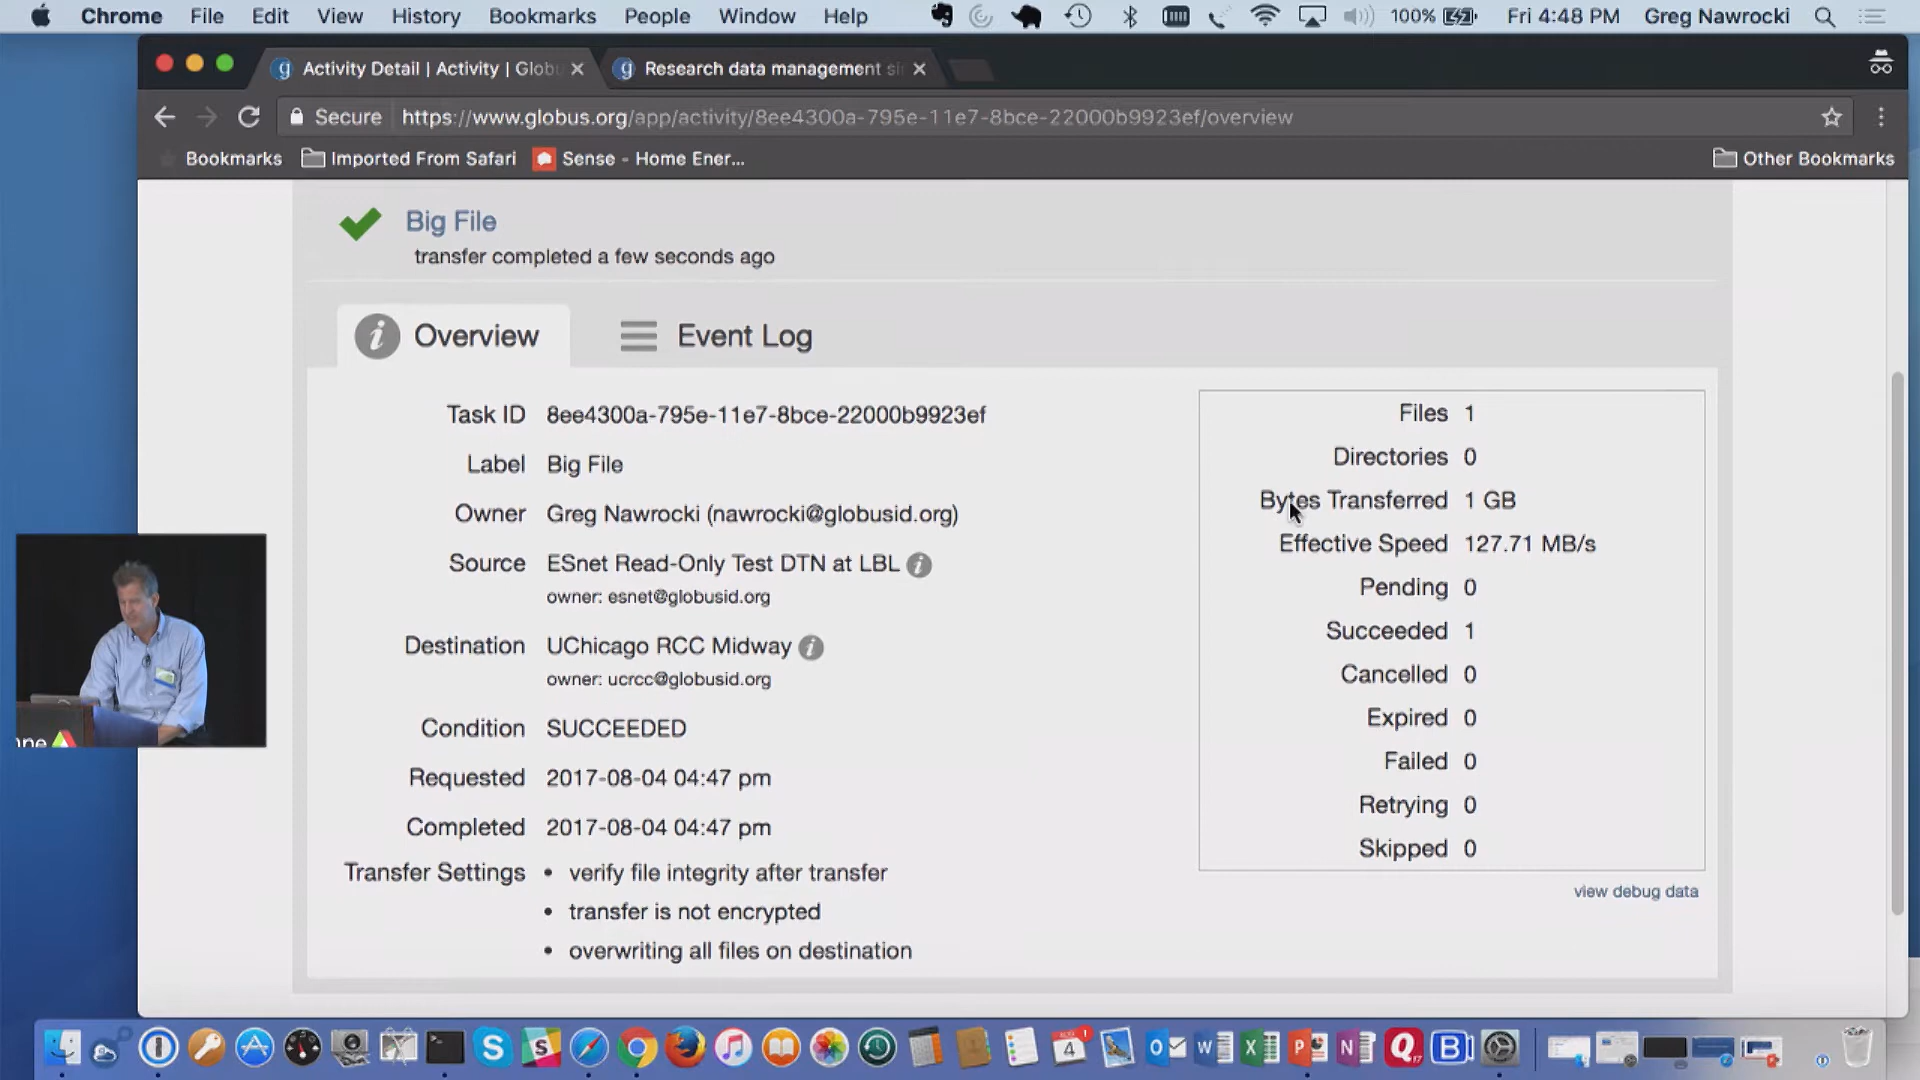 Chrome File Edit View History Bookmarks People Window Help 100% Fri 4:48 PM Greg Nawrocki
Activity Detail | Activity | Glob
Research data management si
Secure https://www.globus.org/app/activity/8ee4300a-795e-11e7-8bce-22000b9923ef/overview
Bookmarks Imported From Safari Sense - Home Ener... Other Bookmarks
Big File
transfer completed a few seconds ago
Overview
Event Log
Task ID 8ee4300a-795e-11e7-8bce-22000b9923ef
Label Big File
Owner Greg Nawrocki (nawrocki@globusid.org)
Source ESnet Read-Only Test DTN at LBL
owner: esnet@globusid.org
Destination UChicago RCC Midway
owner: ucrcc@globusid.org
Condition SUCCEEDED
Requested 2017-08-04 04:47 pm
Completed 2017-08-04 04:47 pm
Transfer Settings • verify file integrity after transfer
• transfer is not encrypted
• overwriting all files on destination
Files 1
Directories 0
Bytes Transferred 1 GB
Effective Speed 127.71 MB/s
Pending 0
Succeeded 1
Cancelled 0
Expired 0
Failed 0
Retrying 0
Skipped 0
view debug data